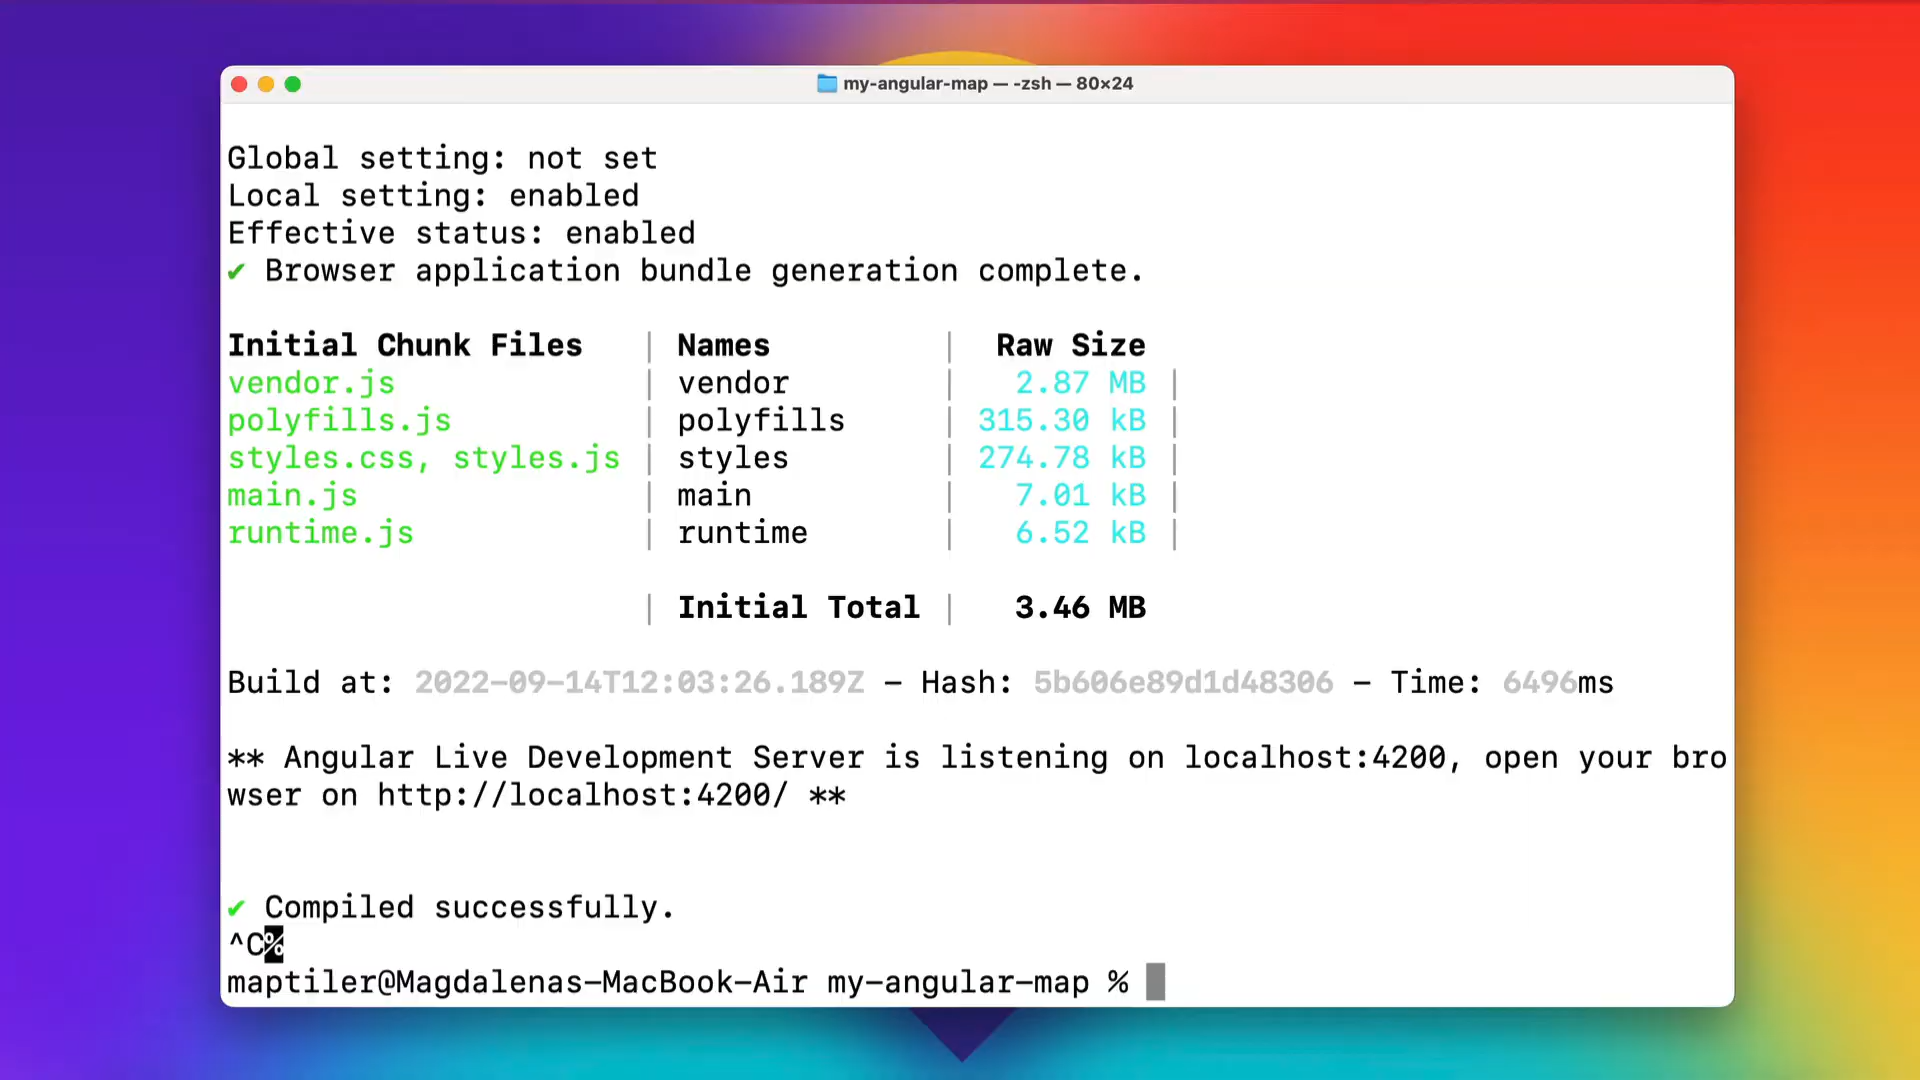 my-angular-map — -zsh — 80×24
Global setting: not set
Local setting: enabled
Effective status: enabled
✔ Browser application bundle generation complete.
Initial Chunk Files | Names | Raw Size
vendor.js | vendor | 2.87 MB |
polyfills.js | polyfills | 315.30 kB |
styles.css, styles.js | styles | 274.78 kB |
main.js | main | 7.01 kB |
runtime.js | runtime | 6.52 kB |
| Initial Total | 3.46 MB
Build at: 2022-09-14T12:03:26.189Z - Hash: 5b606e89d1d48306 - Time: 6496ms
** Angular Live Development Server is listening on localhost:4200, open your bro
wser on http://localhost:4200/ **
✔ Compiled successfully.
^C%
maptiler@Magdalenas-MacBook-Air my-angular-map %